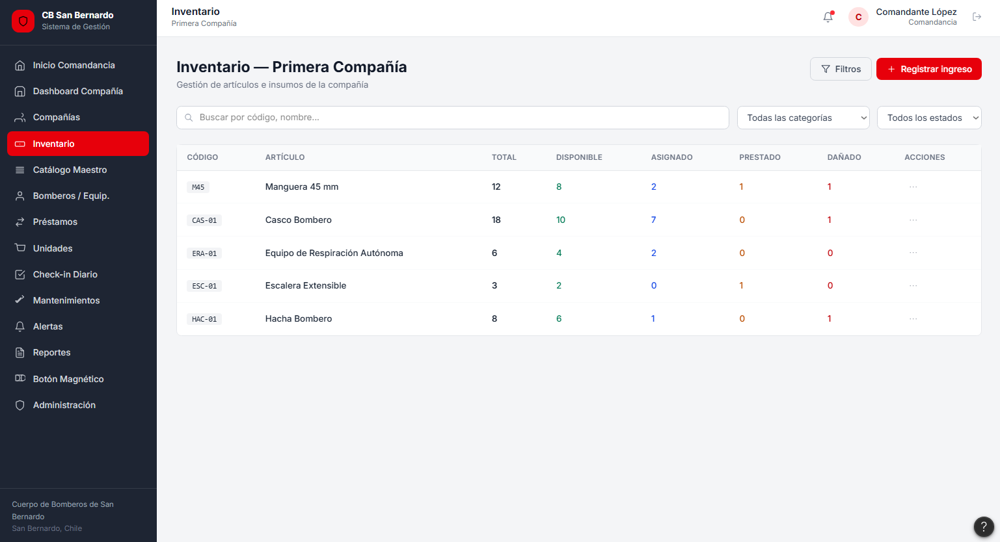 CB San Bernardo
Sistema de Gestión
Inicio Comandancia
Dashboard Compañía
Compañías
Inventario
Catálogo Maestro
Bomberos / Equip.
Préstamos
Unidades
Check-in Diario
Mantenimientos
Alertas
Reportes
Botón Magnético
Administración
Cuerpo de Bomberos de San
Bernardo
San Bernardo, Chile
Inventario
Primera Compañía
C
Comandante López
Comandancia
Inventario — Primera Compañía
Gestión de artículos e insumos de la compañía
Filtros
+ Registrar ingreso
Buscar por código, nombre...
Todas las categorías
Todos los estados
CÓDIGO ARTÍCULO TOTAL DISPONIBLE ASIGNADO PRESTADO DAÑADO ACCIONES
M45 Manguera 45 mm 12 8 2 1 1 ...
CAS-01 Casco Bombero 18 10 7 0 1 ...
ERA-01 Equipo de Respiración Autónoma 6 4 2 0 0 ...
ESC-01 Escalera Extensible 3 2 0 1 0 ...
HAC-01 Hacha Bombero 8 6 1 0 1 ...
?